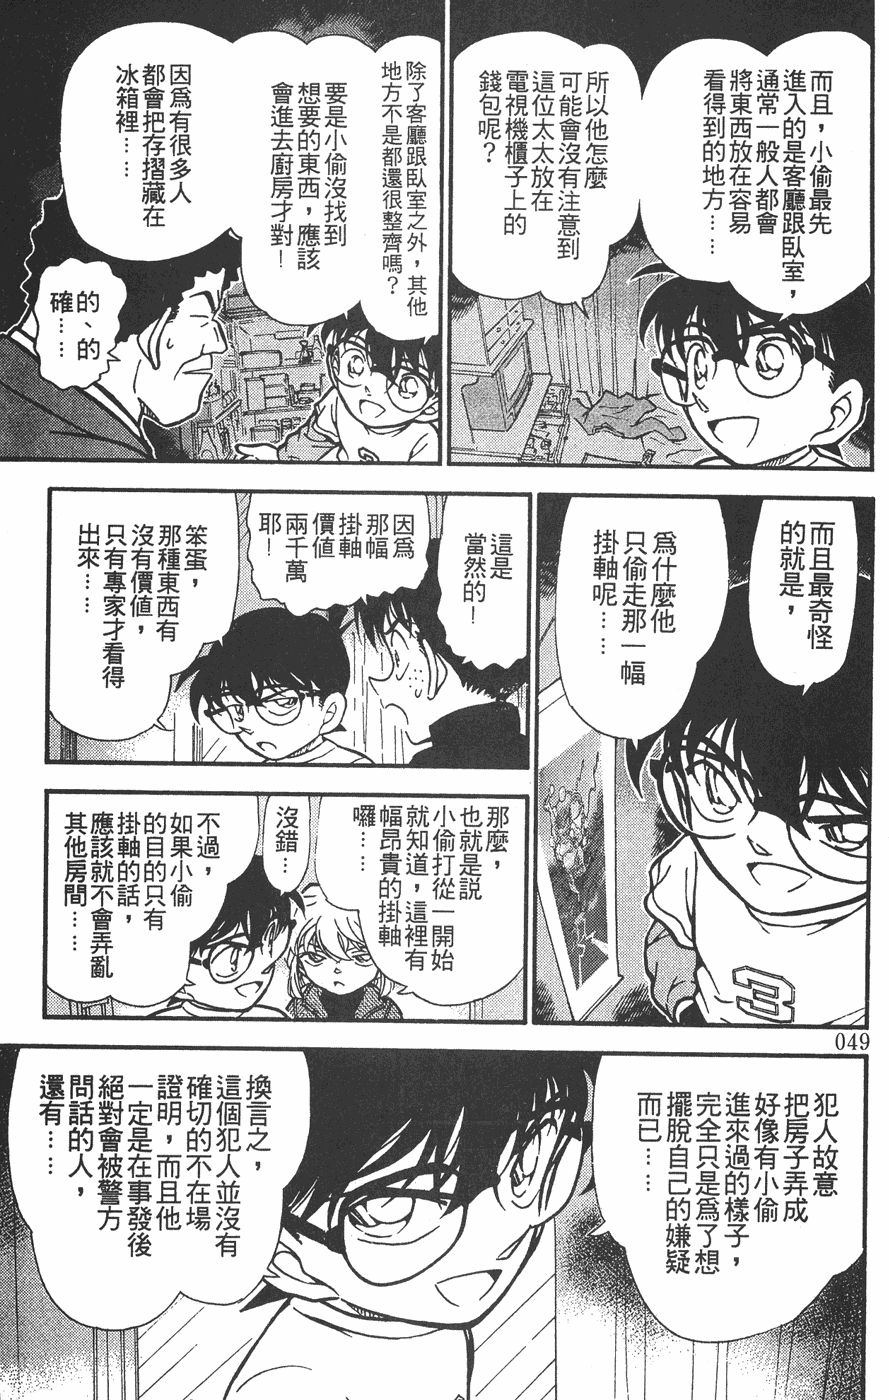 而且，小偷最先
進入的是客廳跟臥室，
通常一般人都會
將東西放在容易
看得到的地方……
所以他怎麼
可能會沒有注意到
這位太太放在
電視機櫃子上的
錢包呢？
除了客廳跟臥室之外，其他
地方不是都還很整齊嗎？
要是小偷沒找到
想要的東西，應該
會進去廚房才對！
因為有很多人
都會把存摺藏在
冰箱裡……
的、的
確……
而且最奇怪
的就是，
為什麼他
只偷走那一幅
掛軸呢……
這是
當然的！
因為
那幅
掛軸
價值
兩千萬
耶！
笨蛋，
那種東西有
沒有價值，
只有專家才看得
出來……
那麼，
也就是說
小偷打從一開始
就知道，這裡有
幅昂貴的掛軸
囉……
沒錯…
不過，
如果小偷
的目的只有
掛軸的話，
應該就不會弄亂
其他房間……
049
犯人故意
把房子弄成
好像有小偷
進來過的樣子，
完全只是為了想
擺脫自己的嫌疑
而已……
換言之，
這個犯人並沒有
確切的不在場
證明，而且他
一定是在事發後
絕對會被警方
問話的人，
還有……
3